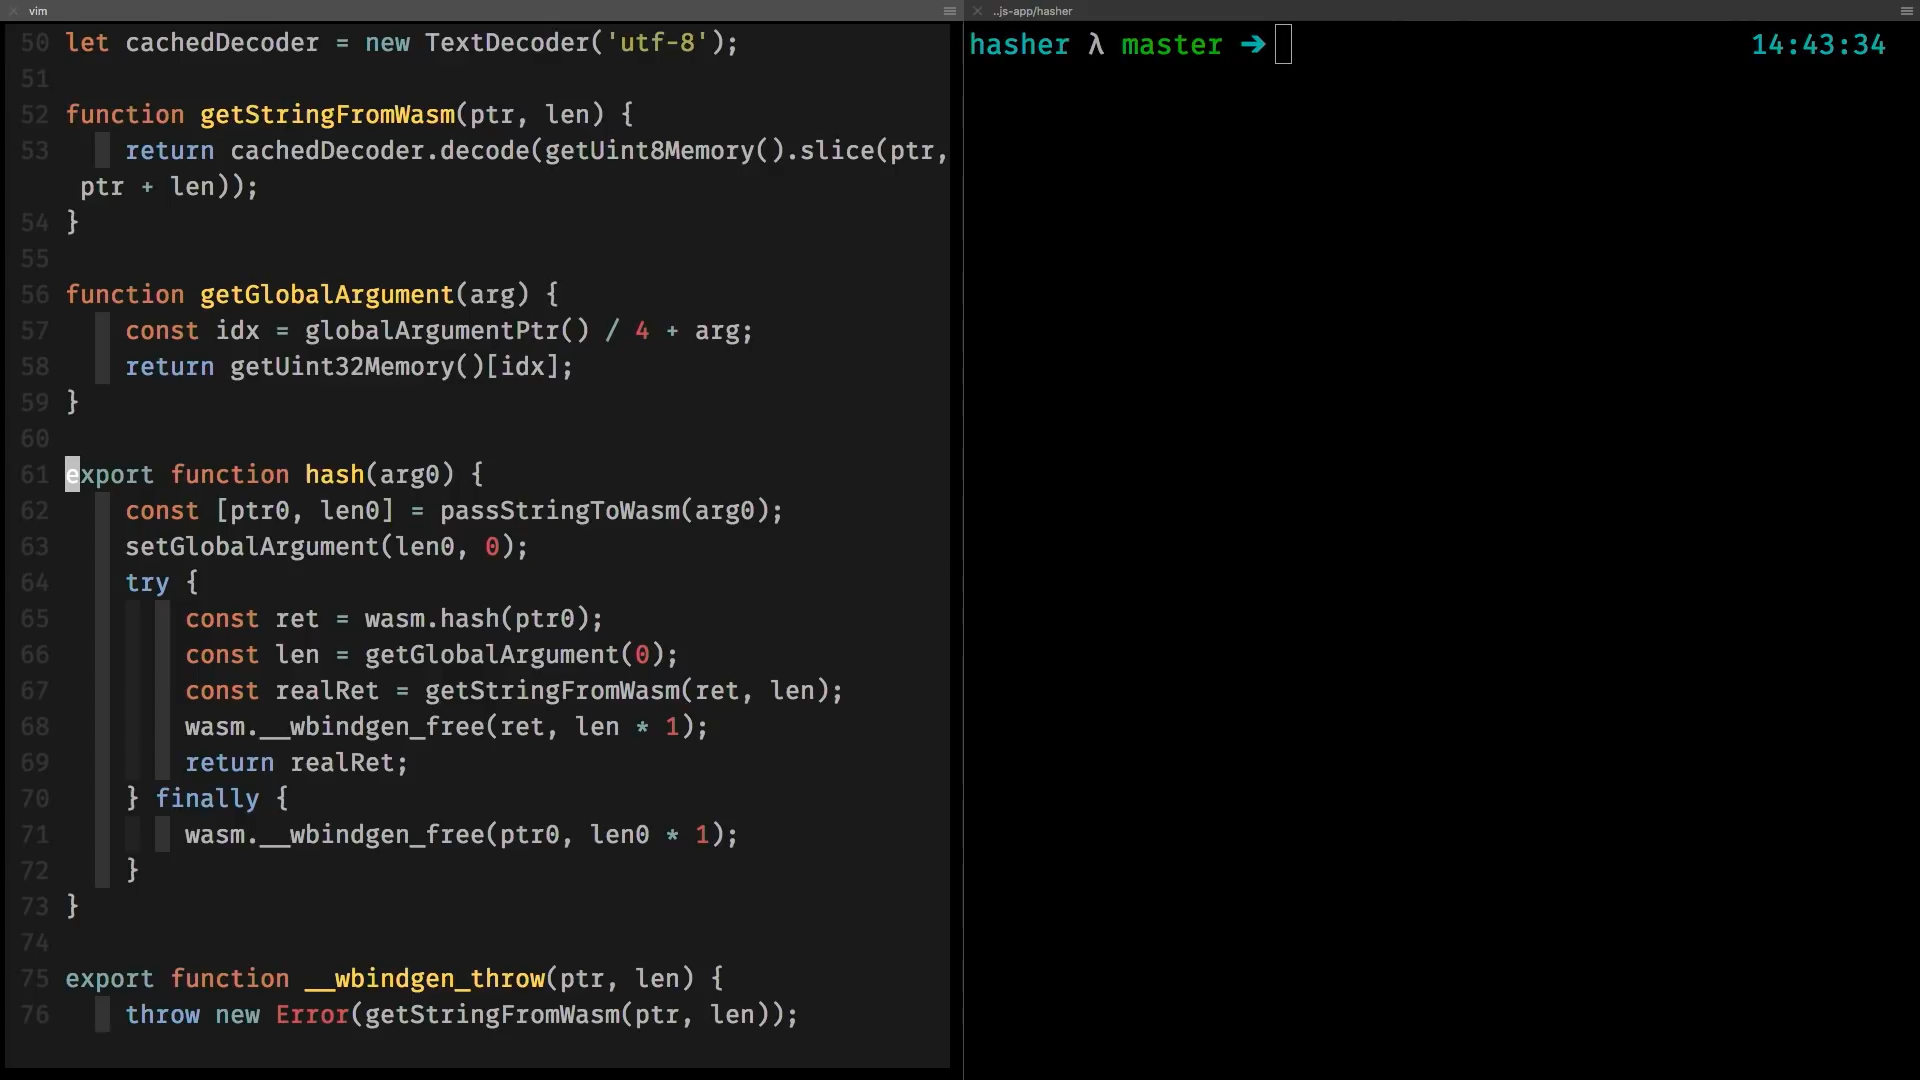 vim
50 let cachedDecoder = new TextDecoder('utf-8');
51
52 function getStringFromWasm(ptr, len) {
53 return cachedDecoder.decode(getUint8Memory().slice(ptr,
ptr + len));
54 }
55
56 function getGlobalArgument(arg) {
57 const idx = globalArgumentPtr() / 4 + arg;
58 return getUint32Memory()[idx];
59 }
60
61 export function hash(arg0) {
62 const [ptr0, len0] = passStringToWasm(arg0);
63 setGlobalArgument(len0, 0);
64 try {
65 const ret = wasm.hash(ptr0);
66 const len = getGlobalArgument(0);
67 const realRet = getStringFromWasm(ret, len);
68 wasm.__wbindgen_free(ret, len * 1);
69 return realRet;
70 } finally {
71 wasm.__wbindgen_free(ptr0, len0 * 1);
72 }
73 }
74
75 export function __wbindgen_throw(ptr, len) {
76 throw new Error(getStringFromWasm(ptr, len));
..js-app/hasher
hasher λ master ➔ 14:43:34